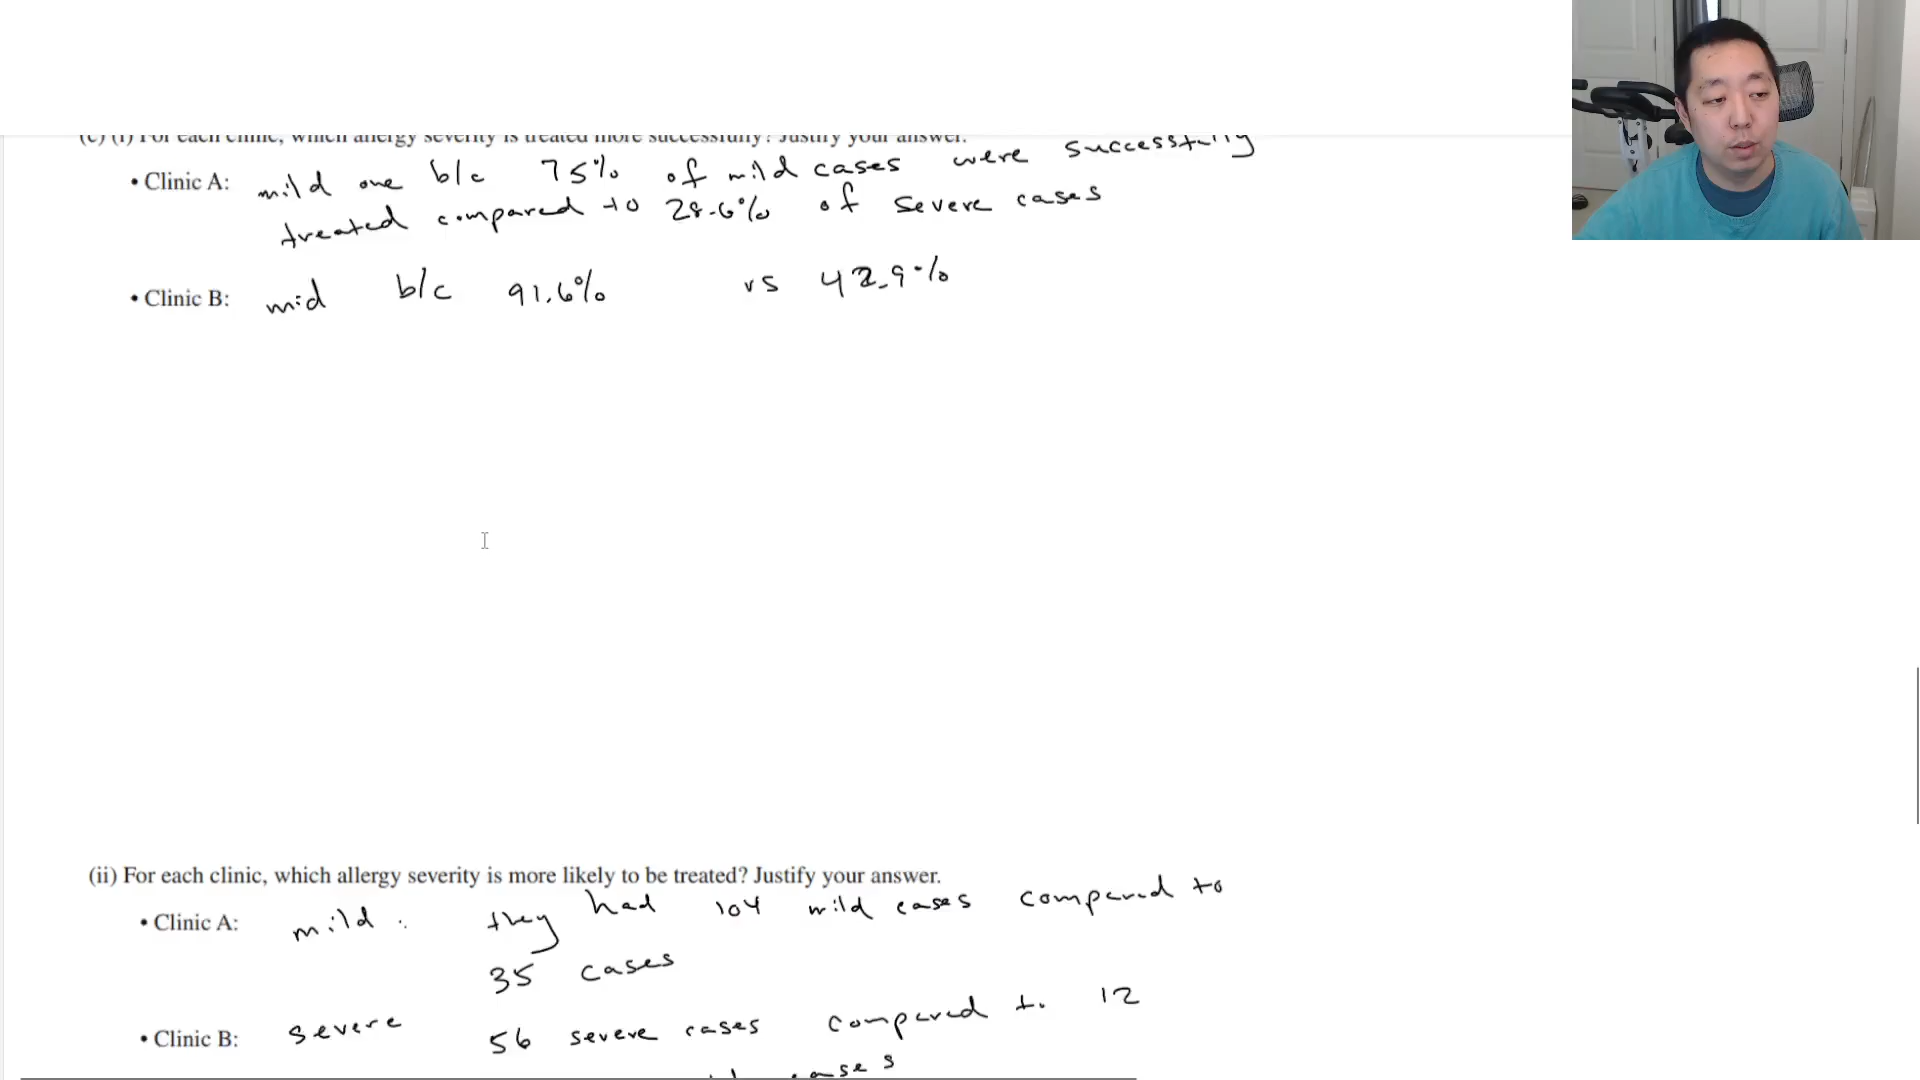 (c) (i) For each clinic, which allergy severity is treated more successfully? Justify your answer.
• Clinic A: mild one b/c 75% of mild cases were successfully
treated compared to 28.6% of severe cases
• Clinic B: mid b/c 91.6% vs 42.9%
(ii) For each clinic, which allergy severity is more likely to be treated? Justify your answer.
• Clinic A: mild : they had 104 mild cases compared to
35 cases
• Clinic B: severe 56 severe cases compared to 12
cases